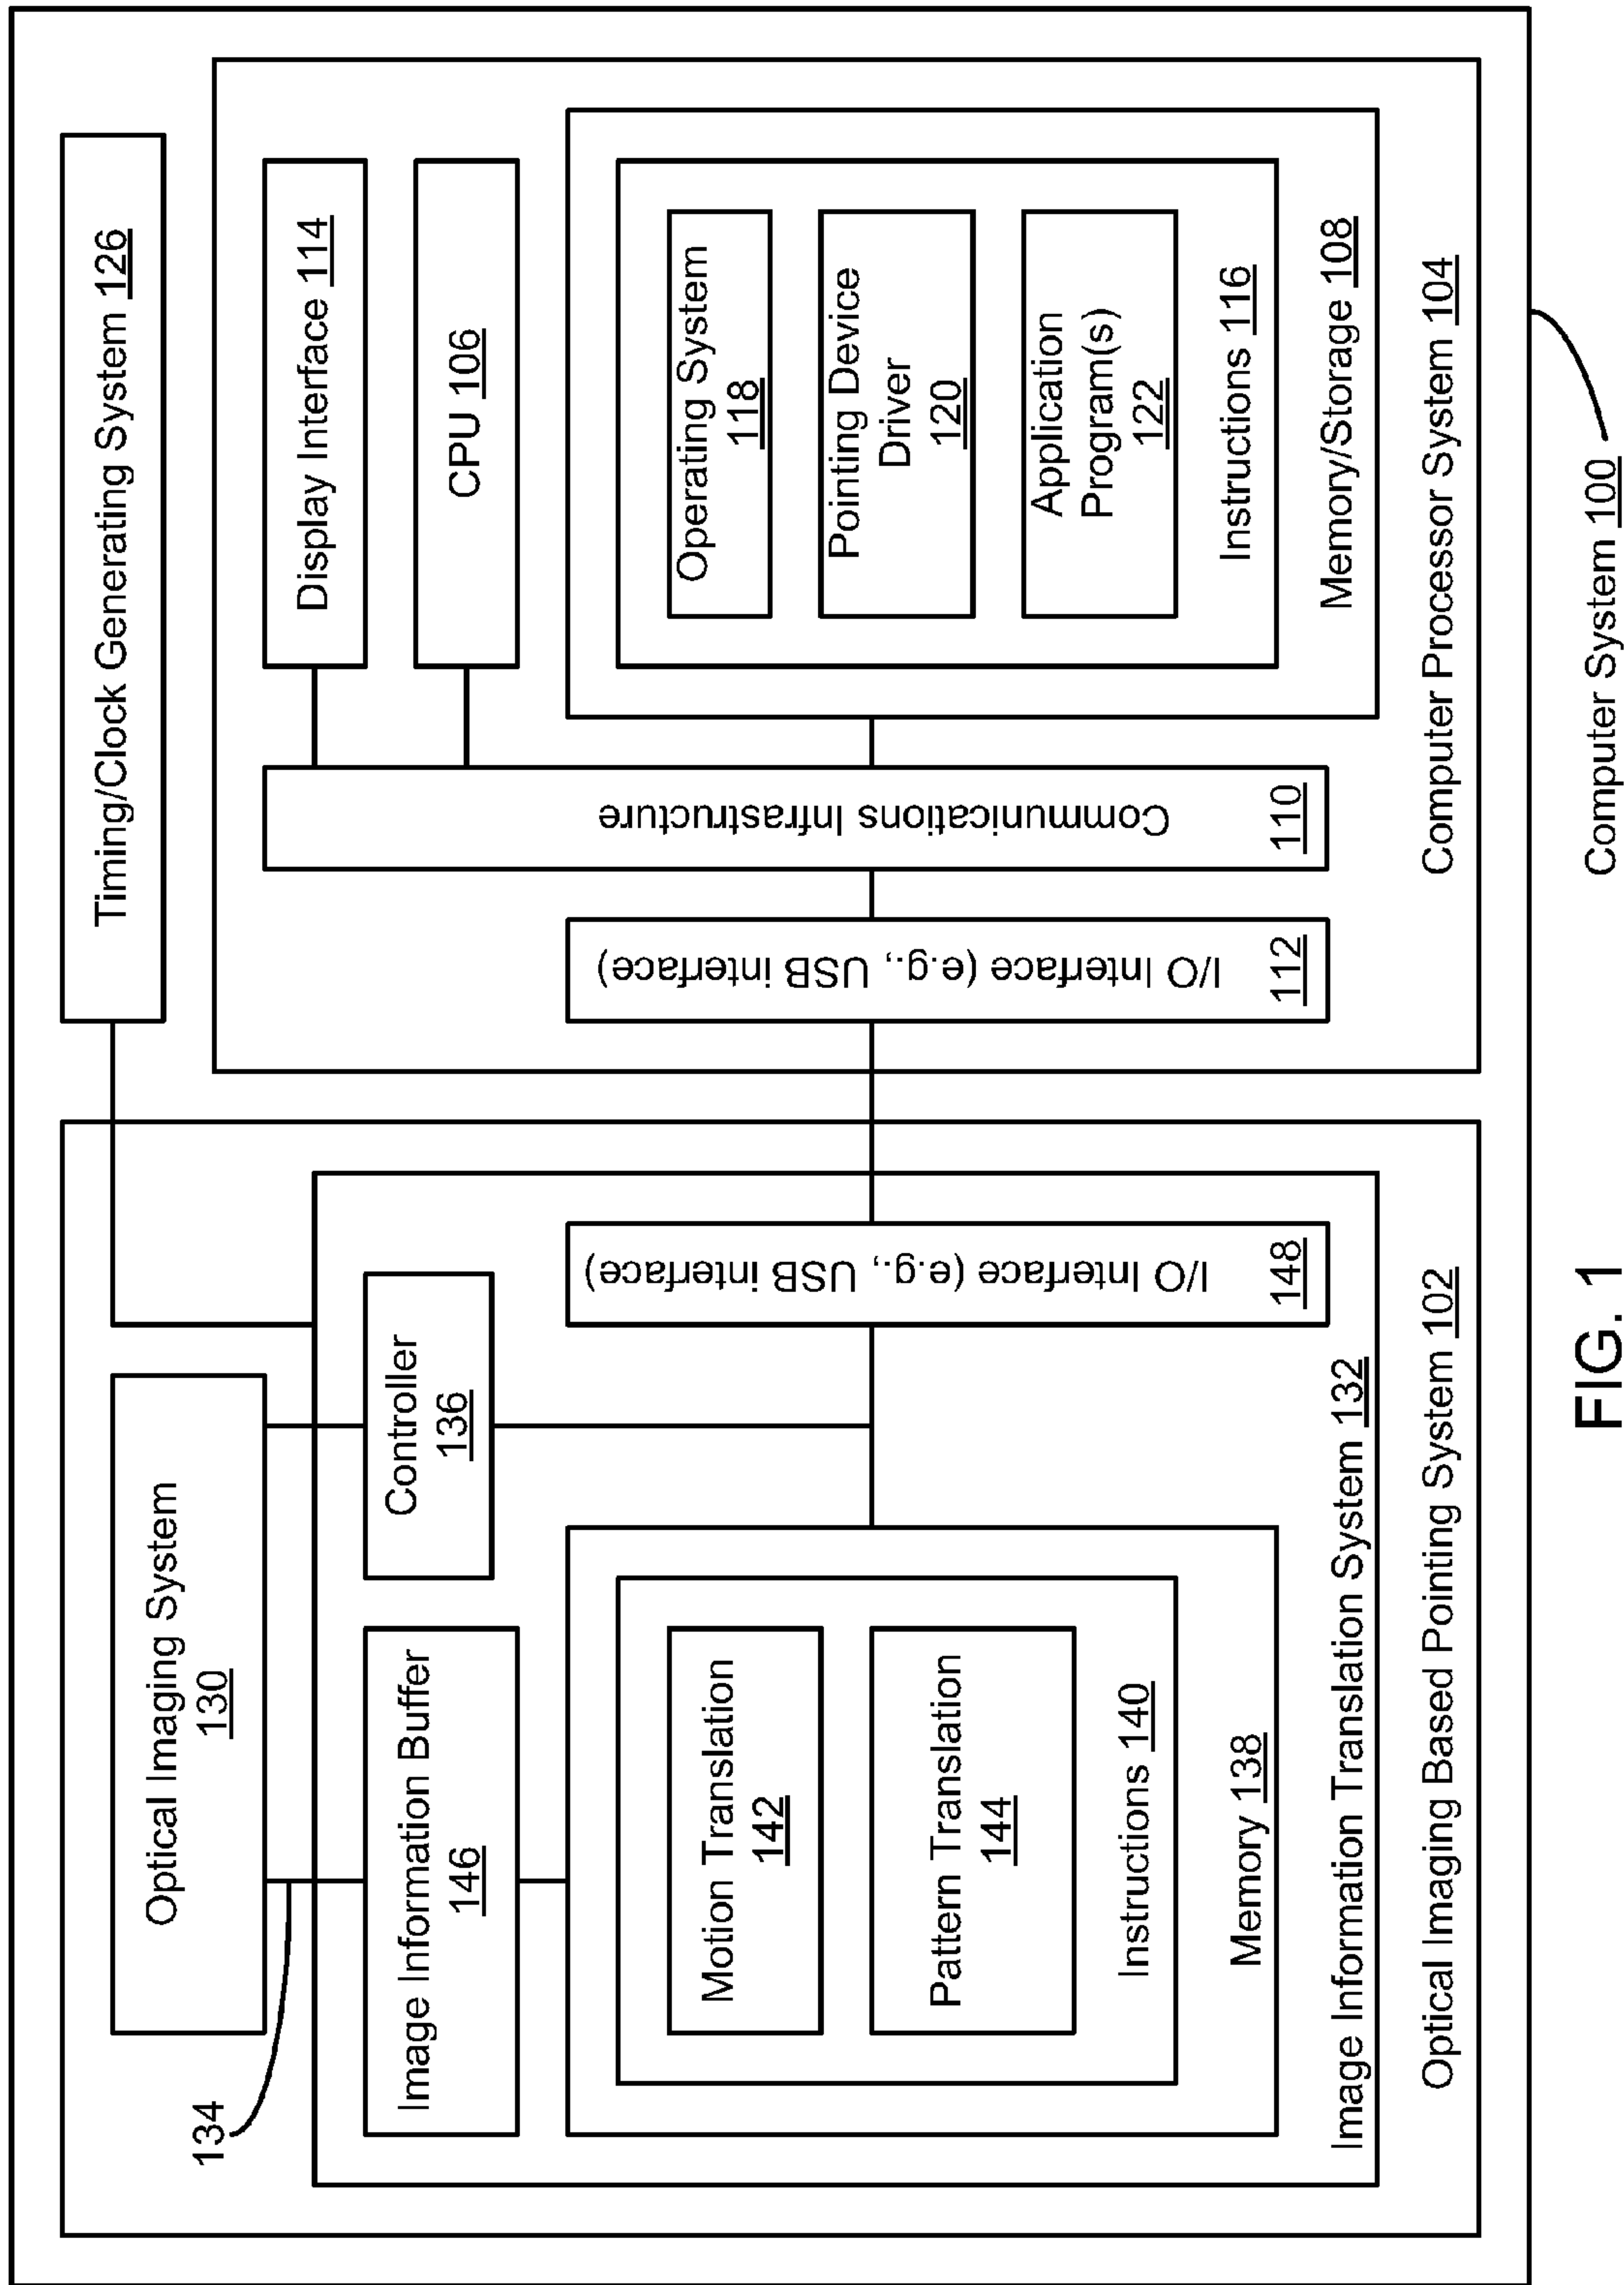 Optical Imaging System
130
134
Image Information Buffer
146
Controller
136
Motion Translation
142
Pattern Translation
144
Instructions 140
Memory 138
I/O Interface (e.g., USB interface)
148
Image Information Translation System 132
Optical Imaging Based Pointing System 102
Timing/Clock Generating System 126
Display Interface 114
CPU 106
I/O Interface (e.g., USB interface)
112
Communications Infrastructure
110
Operating System
118
Pointing Device
Driver
120
Application
Program(s)
122
Instructions 116
Memory/Storage 108
Computer Processor System 104
Computer System 100
FIG. 1